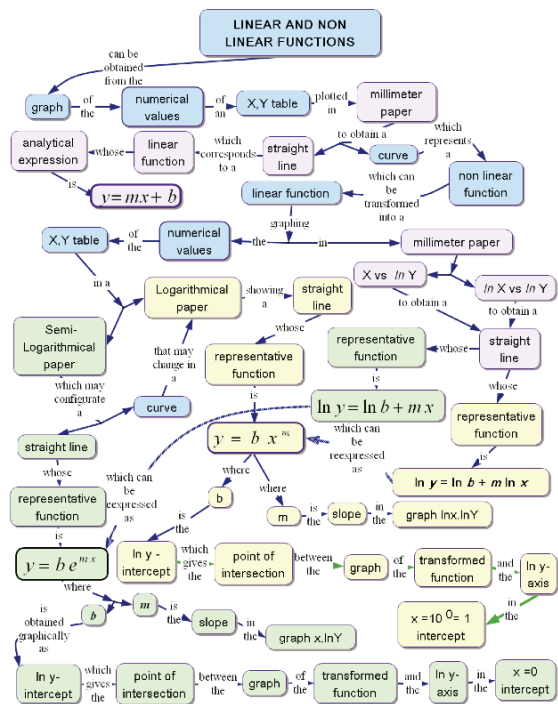 LINEAR AND NON
LINEAR FUNCTIONS
can be
obtained
from the
graph
of
the
numerical
values
of
an
X,Y table
plotted
in
millimeter
paper
to obtain a
which
represents
a
analytical
expression
whose
linear
function
which
corresponds
to a
straight
line
curve
non linear
function
is
y=mx+b
linear function
which can
be
transformed
into a
graphing
X,Y table
of
the
numerical
values
the
in
millimeter paper
X vs ln Y
ln X vs ln Y
to obtain a
to obtain a
in a
Logarithmical
paper
showing
a
straight
line
Semi-
Logarithmical
paper
that may
change in
a
whose
representative
function
representative
function
whose
straight
line
which may
configurate
a
curve
is
is
whose
straight line
y = b x^m
ln y = ln b + m x
representative
function
which can
be
reexpressed
as
is
whose
which can
be
reexpressed
as
where
where
ln y = ln b + m ln x
representative
function
b
m
is
the
slope
in
the
graph lnx.lnY
is
is
the
y = b e^{mx}
ln y -
intercept
which
gives
the
point of
intersection
between
the
graph
of
the
transformed
function
and
the
ln y-
axis
where
in
the
x =10^0= 1
intercept
is
obtained
graphically
as
b
m
is
the
slope
in
the
graph x.lnY
ln y-
intercept
which
gives
the
point of
intersection
between
the
graph
of
the
transformed
function
and
the
ln y-
axis
in
the
x =0
intercept